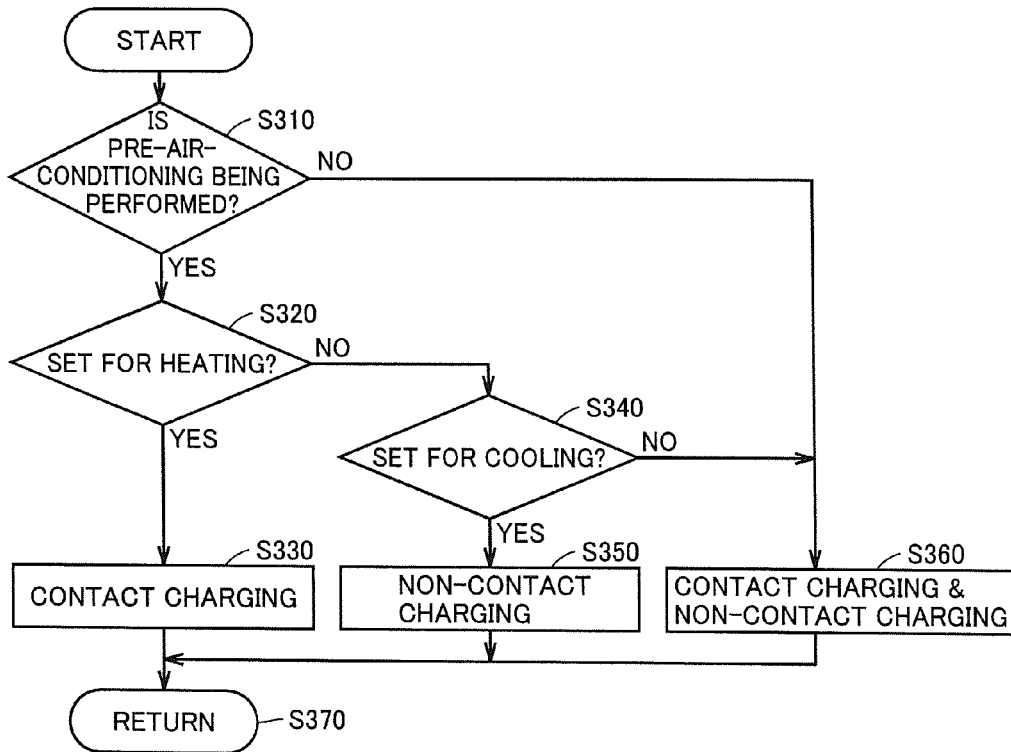 START
IS
PRE-AIR-
CONDITIONING BEING
PERFORMED?
S310
NO
YES
S320
SET FOR HEATING?
NO
YES
S340
SET FOR COOLING?
NO
YES
S330
CONTACT CHARGING
S350
NON-CONTACT
CHARGING
S360
CONTACT CHARGING &
NON-CONTACT CHARGING
RETURN
S370